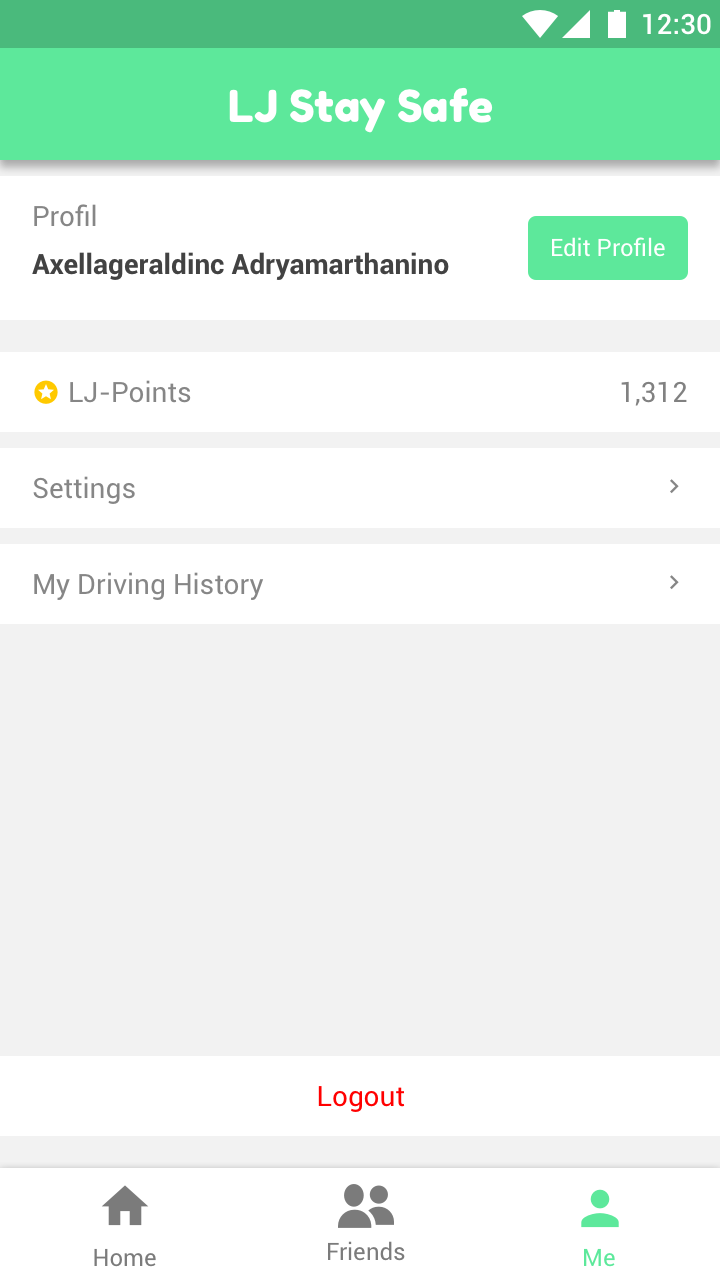 12:30
LJ Stay Safe
Profil
Axellageraldinc Adryamarthanino
Edit Profile
LJ-Points
1,312
Settings
My Driving History
Logout
Home
Friends
Me